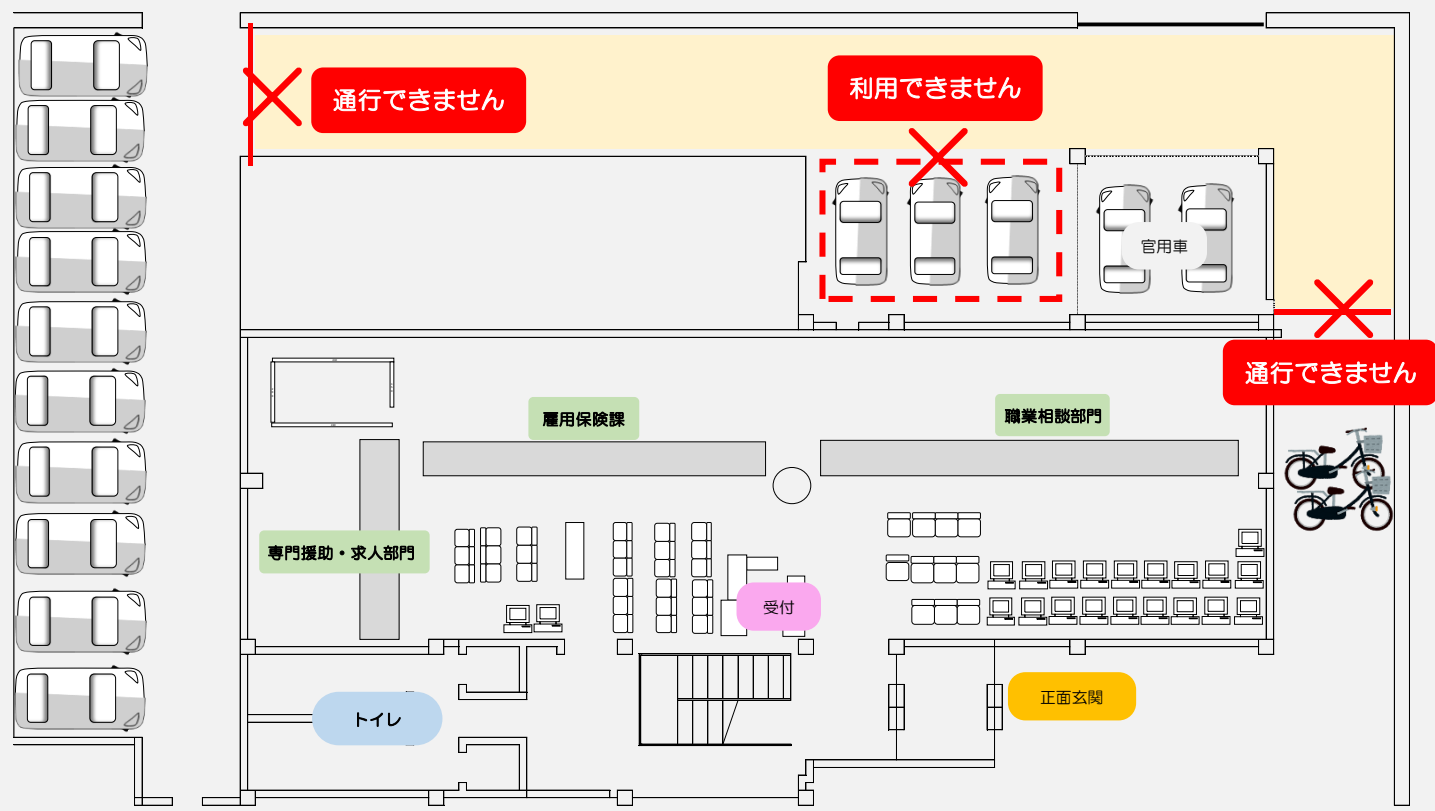 通行できません
利用できません
官用車
通行できません
雇用保険課
職業相談部門
専門援助・求人部門
受付
正面玄関
トイレ